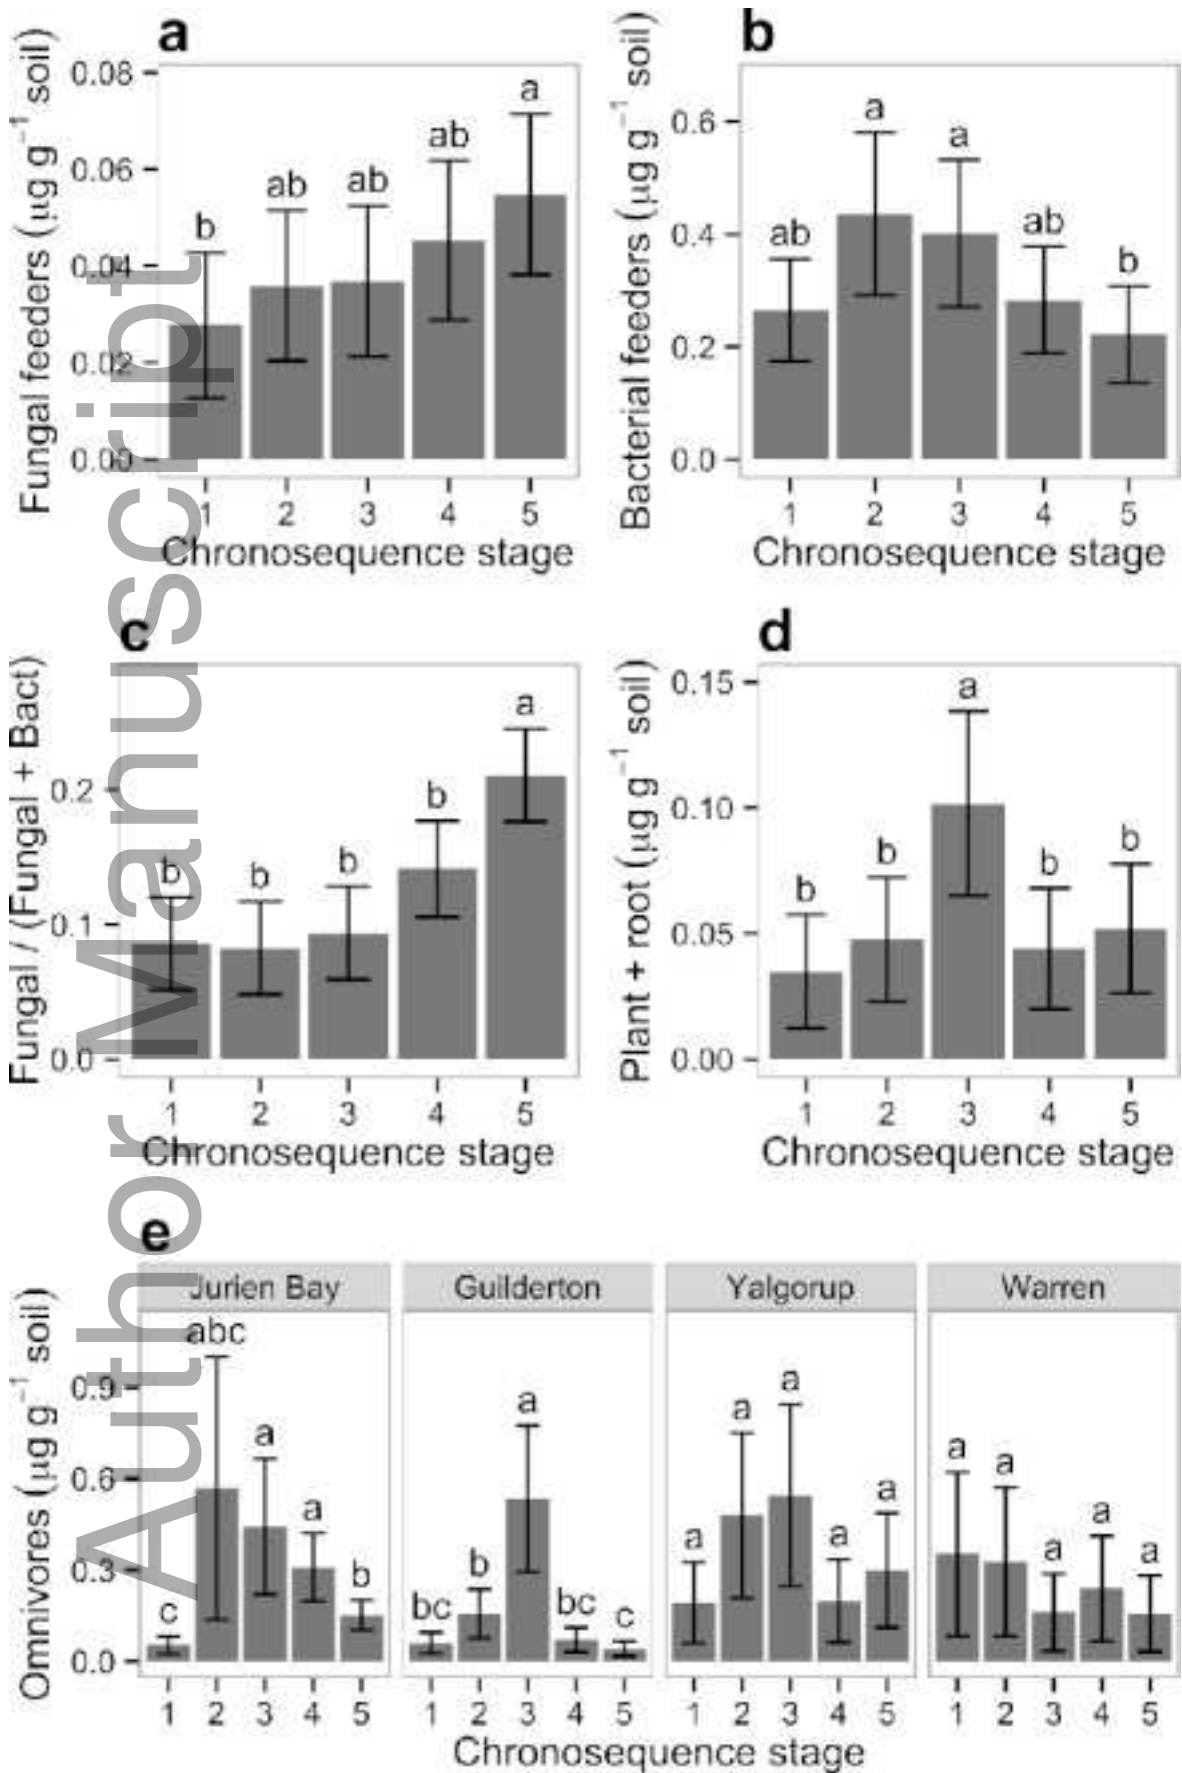 a
Fungal feeders (μg g⁻¹ soil)
0.08
0.06
0.04
0.02
0.00
b
ab
ab
ab
a
1 2 3 4 5
Chronosequence stage
b
Bacterial feeders (μg g⁻¹ soil)
0.6
0.4
0.2
0.0
ab
a
a
ab
b
1 2 3 4 5
Chronosequence stage
c
Fungal / (Fungal + Bact)
0.2
0.1
0.0
b
b
b
b
a
1 2 3 4 5
Chronosequence stage
d
Plant + root (μg g⁻¹ soil)
0.15
0.10
0.05
0.00
b
b
a
b
b
1 2 3 4 5
Chronosequence stage
e
Omnivores (μg g⁻¹ soil)
0.9
0.6
0.3
0.0
Jurien Bay
c
abc
a
a
b
1 2 3 4 5
Guilderton
bc
b
a
bc
c
1 2 3 4 5
Yalgorup
a
a
a
a
a
1 2 3 4 5
Warren
a
a
a
a
a
1 2 3 4 5
Chronosequence stage
Author Manuscript